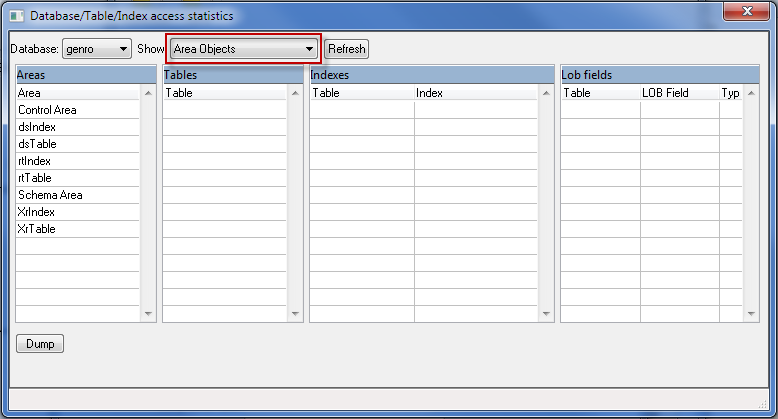 Database/Table/Index access statistics
Database: genro Show Area Objects Refresh
Areas Tables Indexes Lob fields
Area Table Table Index Table LOB Field Typ
Control Area
dsIndex
dsTable
rtIndex
rtTable
Schema Area
XrIndex
XrTable
Dump